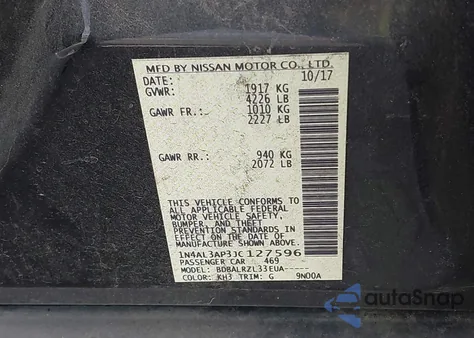 MFD BY NISSAN MOTOR CO., LTD.
DATE: 10/17
GVWR: 1917 KG
4226 LB
GAWR FR.: 1010 KG
2227 LB
GAWR RR.: 940 KG
2072 LB
THIS VEHICLE CONFORMS TO
ALL APPLICABLE FEDERAL
MOTOR VEHICLE SAFETY,
BUMPER, AND THEFT
PREVENTION STANDARDS
IN EFFECT ON THE DATE OF
MANUFACTURE SHOWN ABOVE.
1N4AL3AP3JC127596
PASSENGER CAR 469
MODEL: BDBALRZL33EUA-----
COLOR: KH3 TRIM: G 9N00A
autoSnap